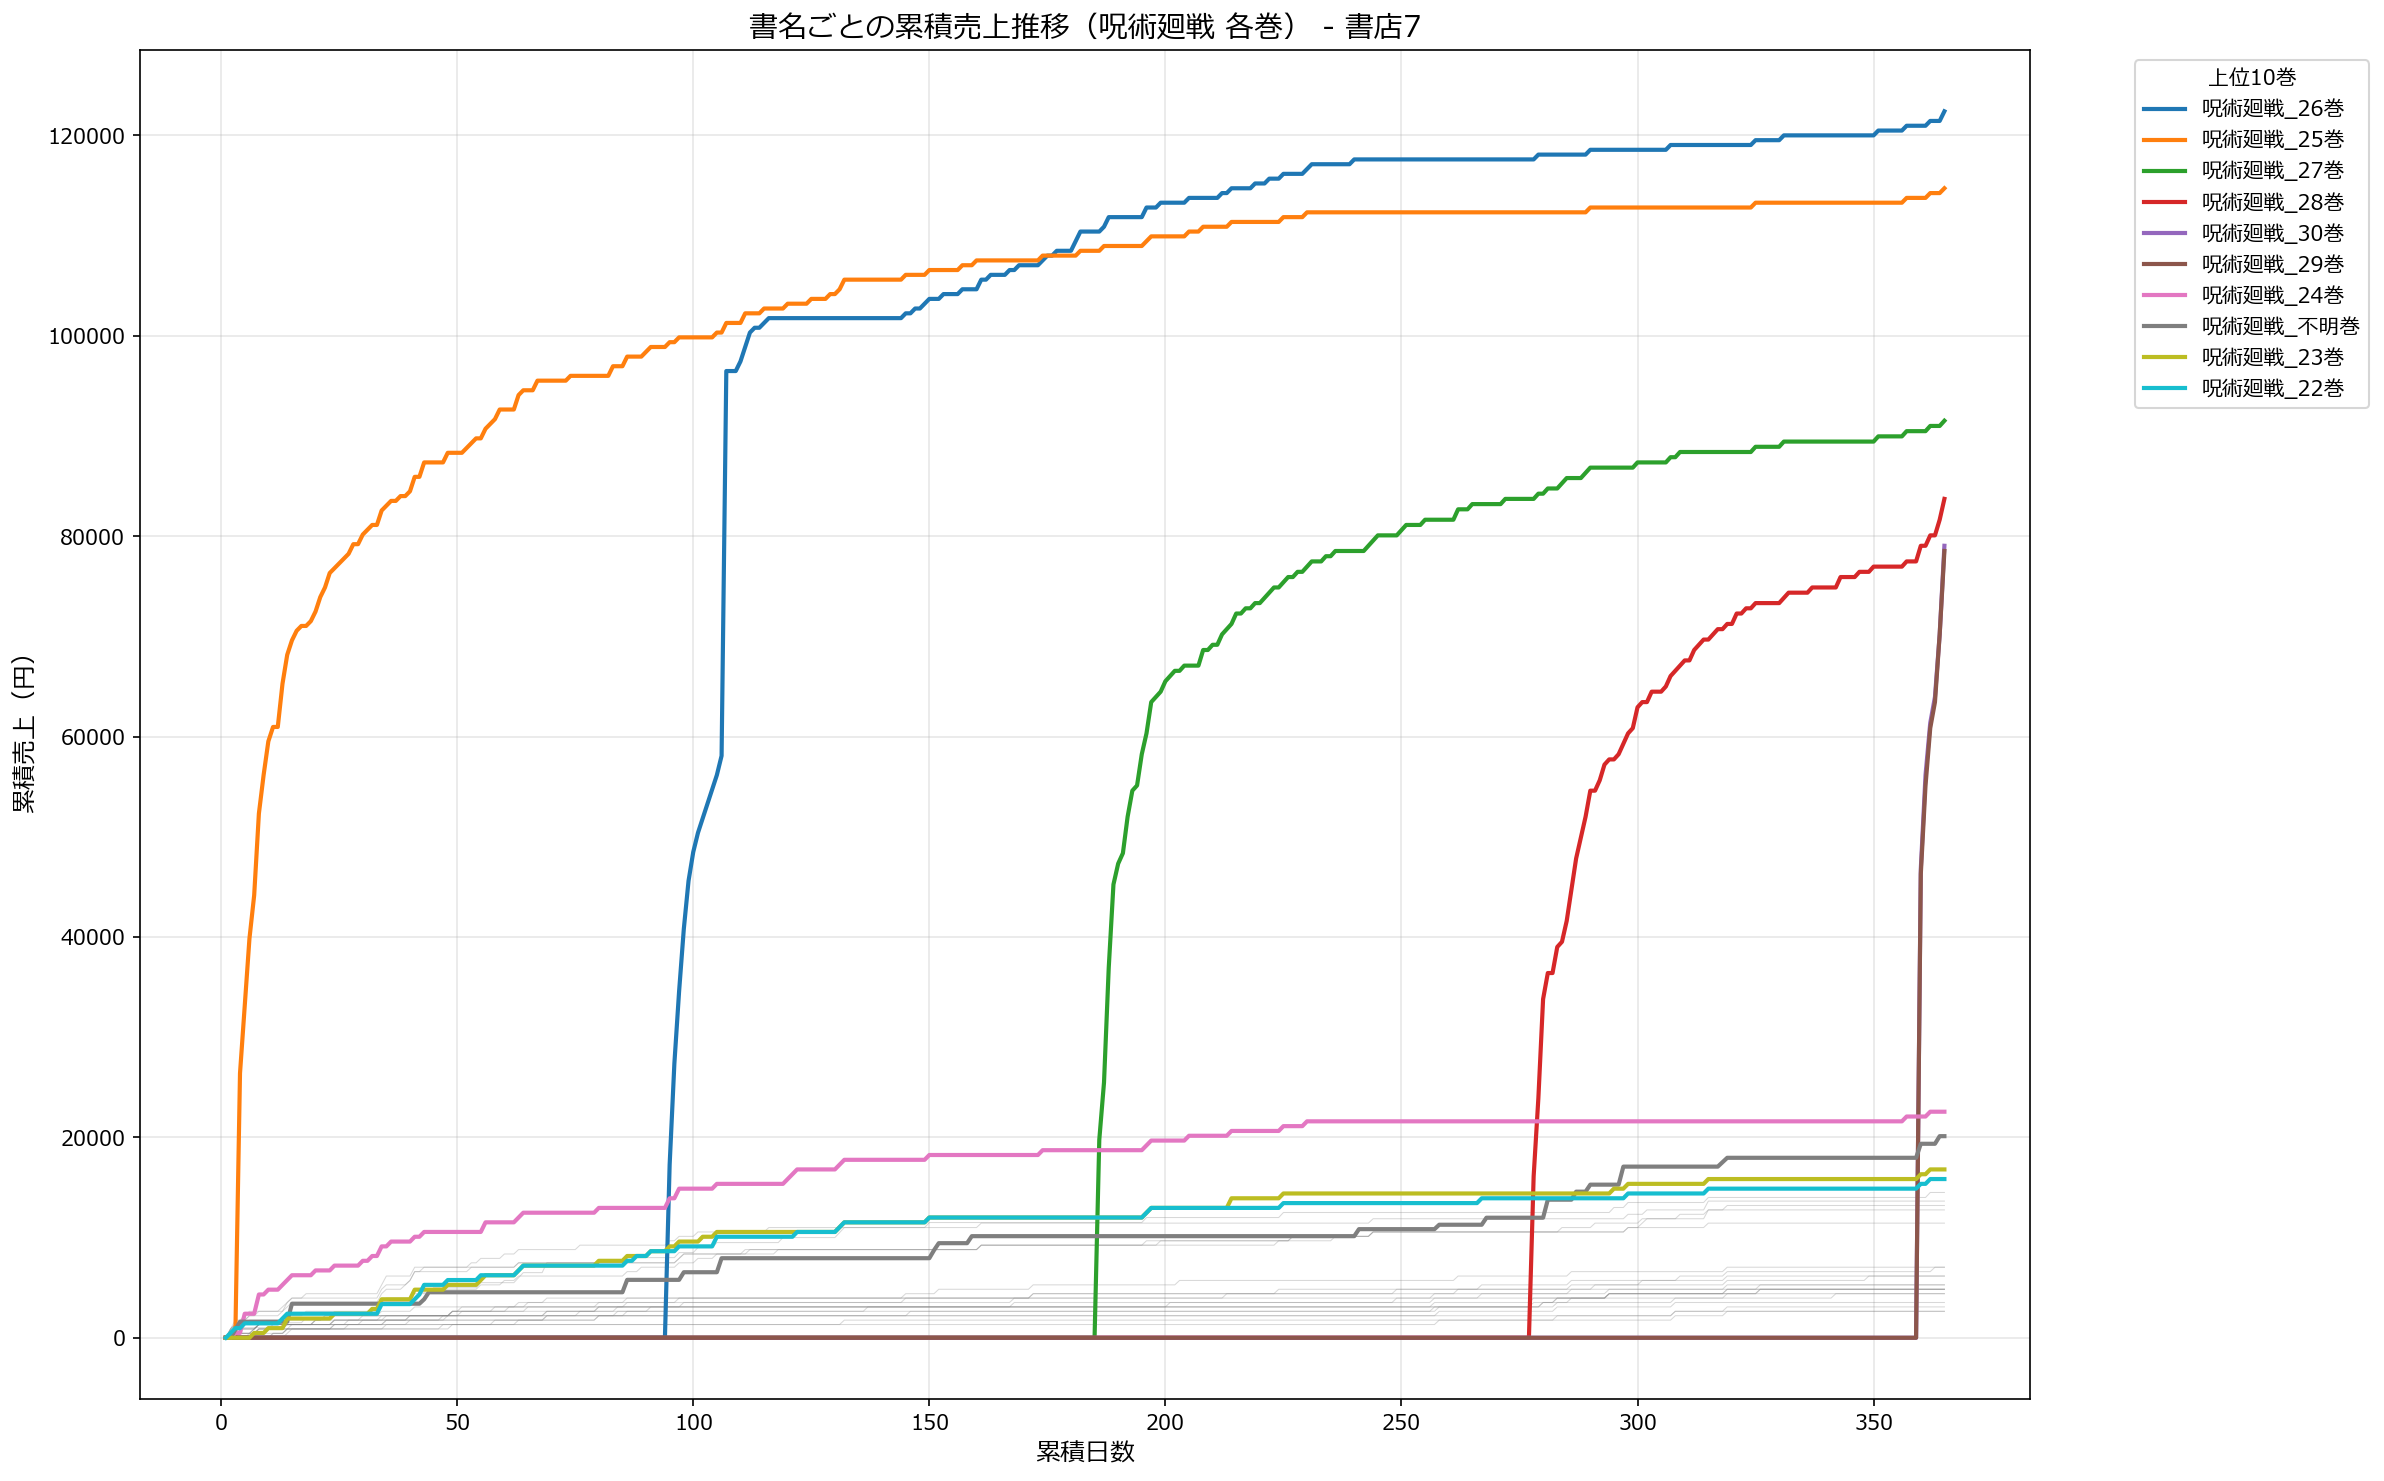 書名ごとの累積売上推移（呪術廻戦 各巻） - 書店7
累積売上（円）
120000
100000
80000
60000
40000
20000
0
0 50 100 150 200 250 300 350
累積日数
上位10巻
呪術廻戦_26巻
呪術廻戦_25巻
呪術廻戦_27巻
呪術廻戦_28巻
呪術廻戦_30巻
呪術廻戦_29巻
呪術廻戦_24巻
呪術廻戦_不明巻
呪術廻戦_23巻
呪術廻戦_22巻